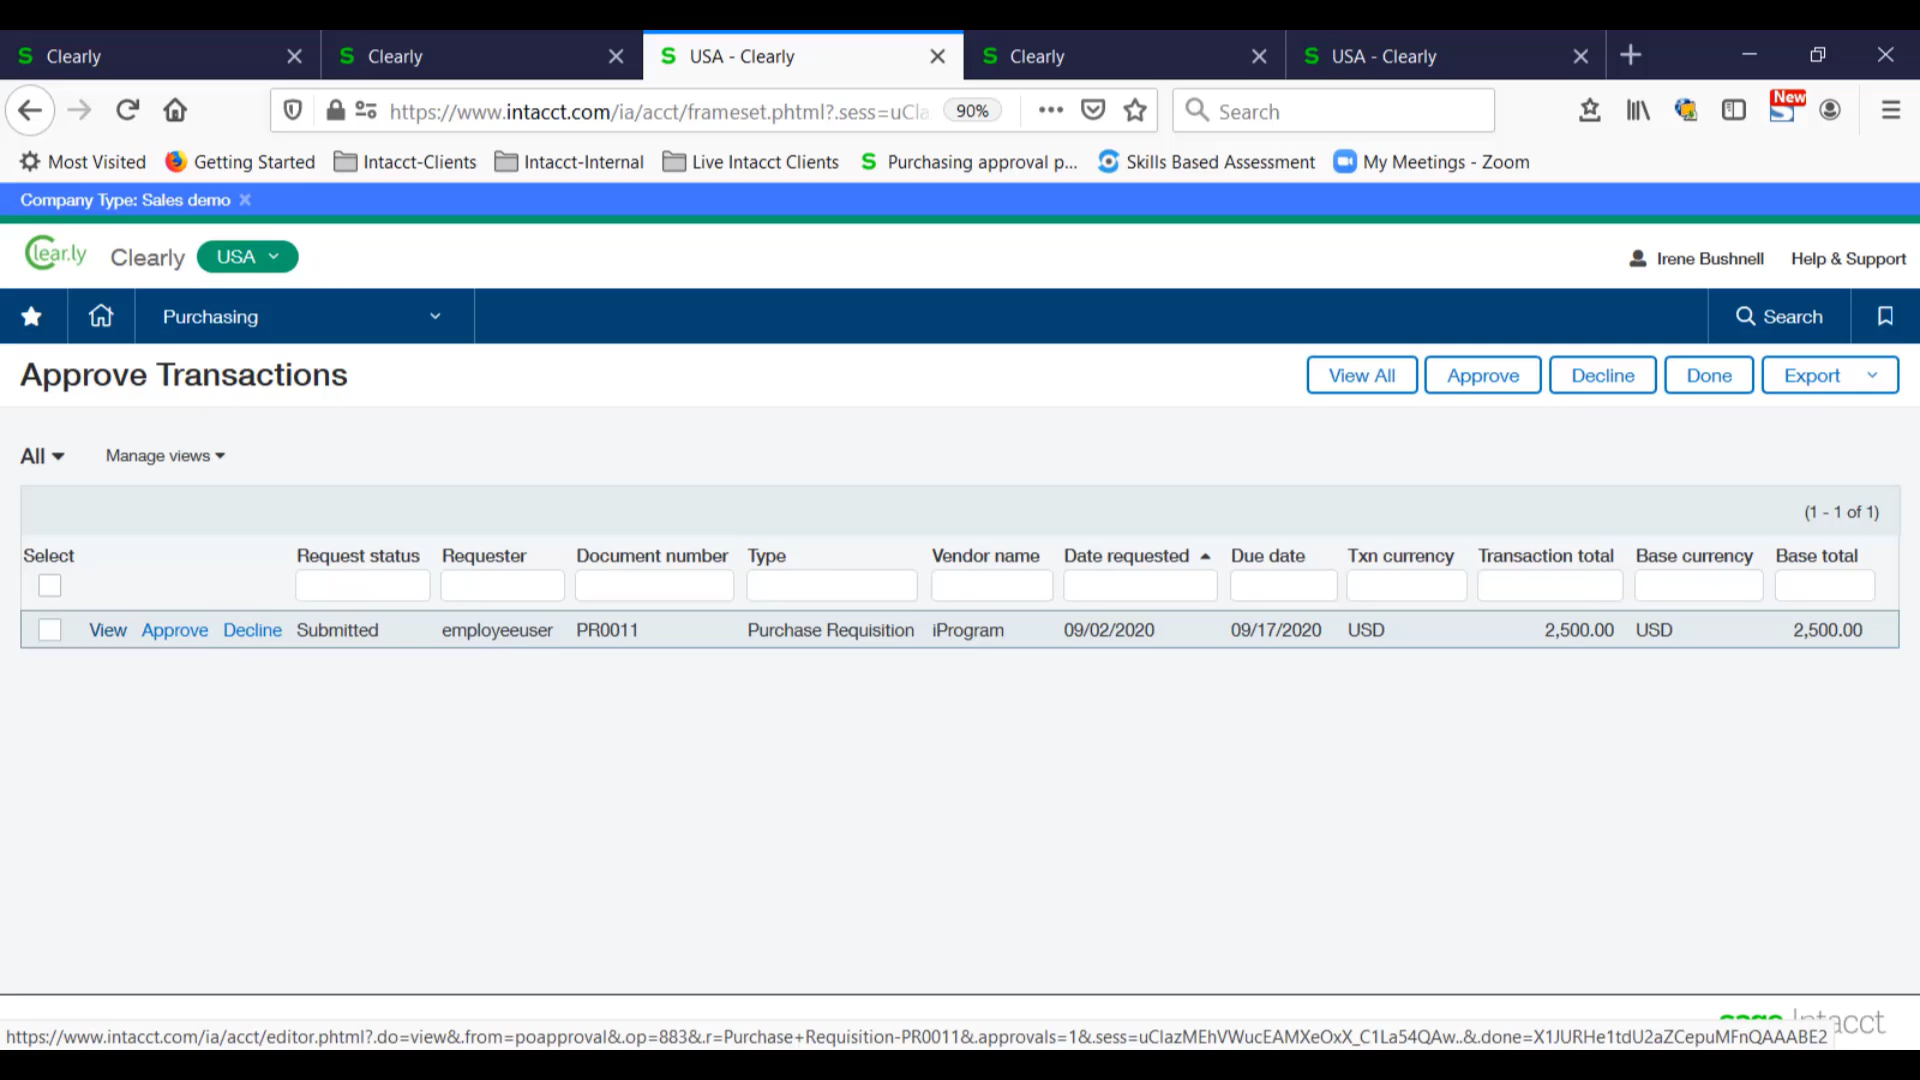 Clearly
Clearly
USA - Clearly
Clearly
USA - Clearly
https://www.intacct.com/ia/acct/frameset.phtml?.sess=uCla
90%
Search
New
Most Visited
Getting Started
Intacct-Clients
Intacct-Internal
Live Intacct Clients
Purchasing approval p...
Skills Based Assessment
My Meetings - Zoom
Company Type: Sales demo
Clear.ly
Clearly
USA
Irene Bushnell
Help & Support
Purchasing
Search
Approve Transactions
View All
Approve
Decline
Done
Export
All
Manage views
(1 - 1 of 1)
Select
Request status
Requester
Document number
Type
Vendor name
Date requested
Due date
Txn currency
Transaction total
Base currency
Base total
View
Approve
Decline
Submitted
employeeuser
PR0011
Purchase Requisition
iProgram
09/02/2020
09/17/2020
USD
2,500.00
USD
2,500.00
sage Intacct
https://www.intacct.com/ia/acct/editor.phtml?.do=view&.from=poapproval&.op=883&.r=Purchase+Requisition-PR0011&.approvals=1&.sess=uClazMEhVWucEAMXeOxX_C1La54QAw..&.done=X1JURHe1tdU2aZCepuMFnQAAABE2